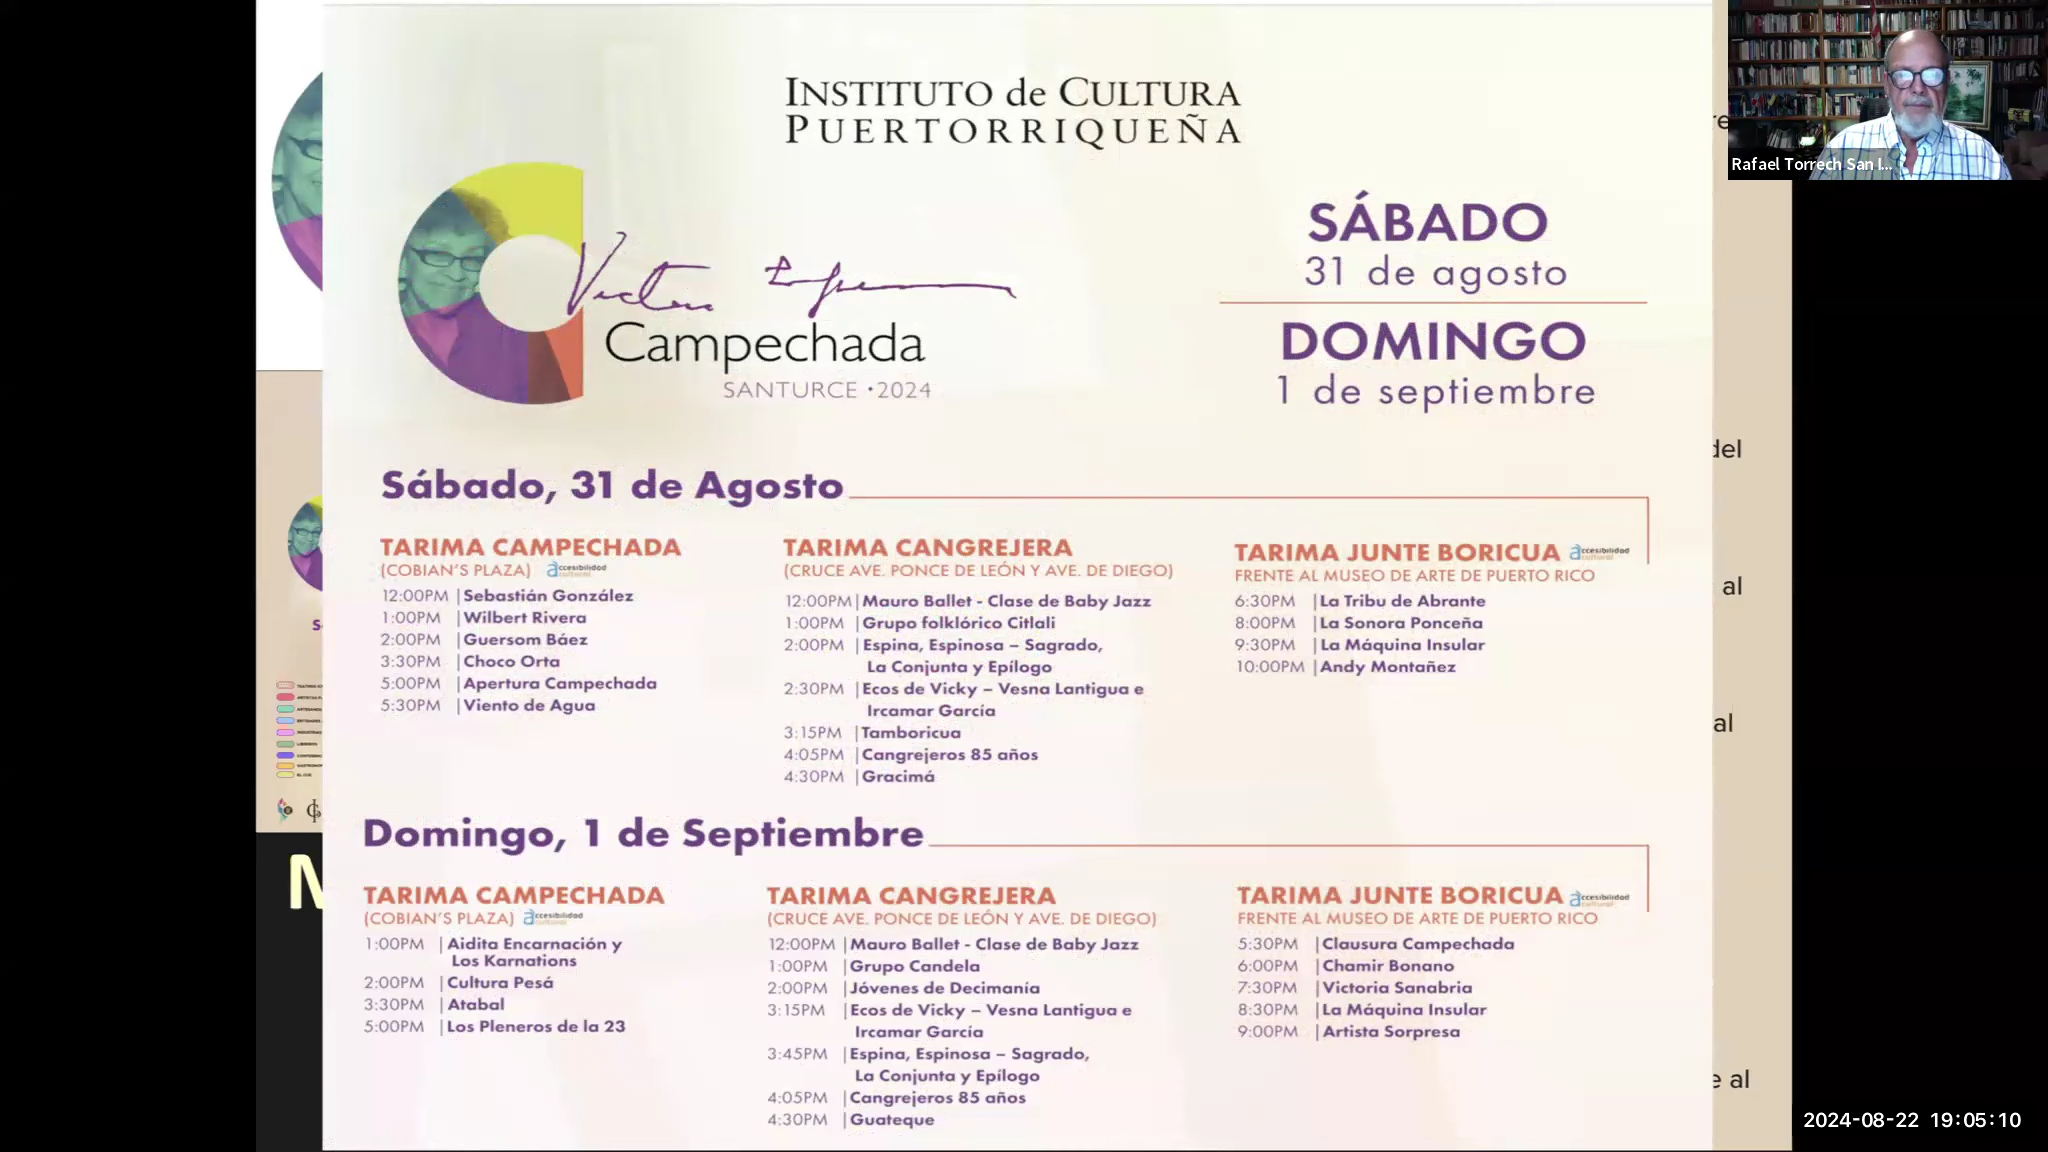 INSTITUTO de CULTURA
PUERTORRIQUEÑA
Campechada
SANTURCE • 2024
SÁBADO
31 de agosto
DOMINGO
1 de septiembre
Sábado, 31 de Agosto
TARIMA CAMPECHADA
(COBIAN'S PLAZA) accesibilidad cultural
12:00PM | Sebastián González
1:00PM | Wilbert Rivera
2:00PM | Guersom Báez
3:30PM | Choco Orta
5:00PM | Apertura Campechada
5:30PM | Viento de Agua
TARIMA CANGREJERA
(CRUCE AVE. PONCE DE LEÓN Y AVE. DE DIEGO)
12:00PM | Mauro Ballet - Clase de Baby Jazz
1:00PM | Grupo folklórico Citlali
2:00PM | Espina, Espinosa – Sagrado,
La Conjunta y Epílogo
2:30PM | Ecos de Vicky – Vesna Lantigua e
Ircamar García
3:15PM | Tamboricua
4:05PM | Cangrejeros 85 años
4:30PM | Gracimá
TARIMA JUNTE BORICUA accesibilidad cultural
FRENTE AL MUSEO DE ARTE DE PUERTO RICO
6:30PM | La Tribu de Abrante
8:00PM | La Sonora Ponceña
9:30PM | La Máquina Insular
10:00PM | Andy Montañez
Domingo, 1 de Septiembre
TARIMA CAMPECHADA
(COBIAN'S PLAZA) accesibilidad cultural
1:00PM | Aidita Encarnación y
Los Karnations
2:00PM | Cultura Pesá
3:30PM | Atabal
5:00PM | Los Pleneros de la 23
TARIMA CANGREJERA
(CRUCE AVE. PONCE DE LEÓN Y AVE. DE DIEGO)
12:00PM | Mauro Ballet - Clase de Baby Jazz
1:00PM | Grupo Candela
2:00PM | Jóvenes de Decimanía
3:15PM | Ecos de Vicky – Vesna Lantigua e
Ircamar García
3:45PM | Espina, Espinosa – Sagrado,
La Conjunta y Epílogo
4:05PM | Cangrejeros 85 años
4:30PM | Guateque
TARIMA JUNTE BORICUA accesibilidad cultural
FRENTE AL MUSEO DE ARTE DE PUERTO RICO
5:30PM | Clausura Campechada
6:00PM | Chamir Bonano
7:30PM | Victoria Sanabria
8:30PM | La Máquina Insular
9:00PM | Artista Sorpresa
Rafael Torrech San I...
del
al
al
e al
2024-08-22 19:05:10